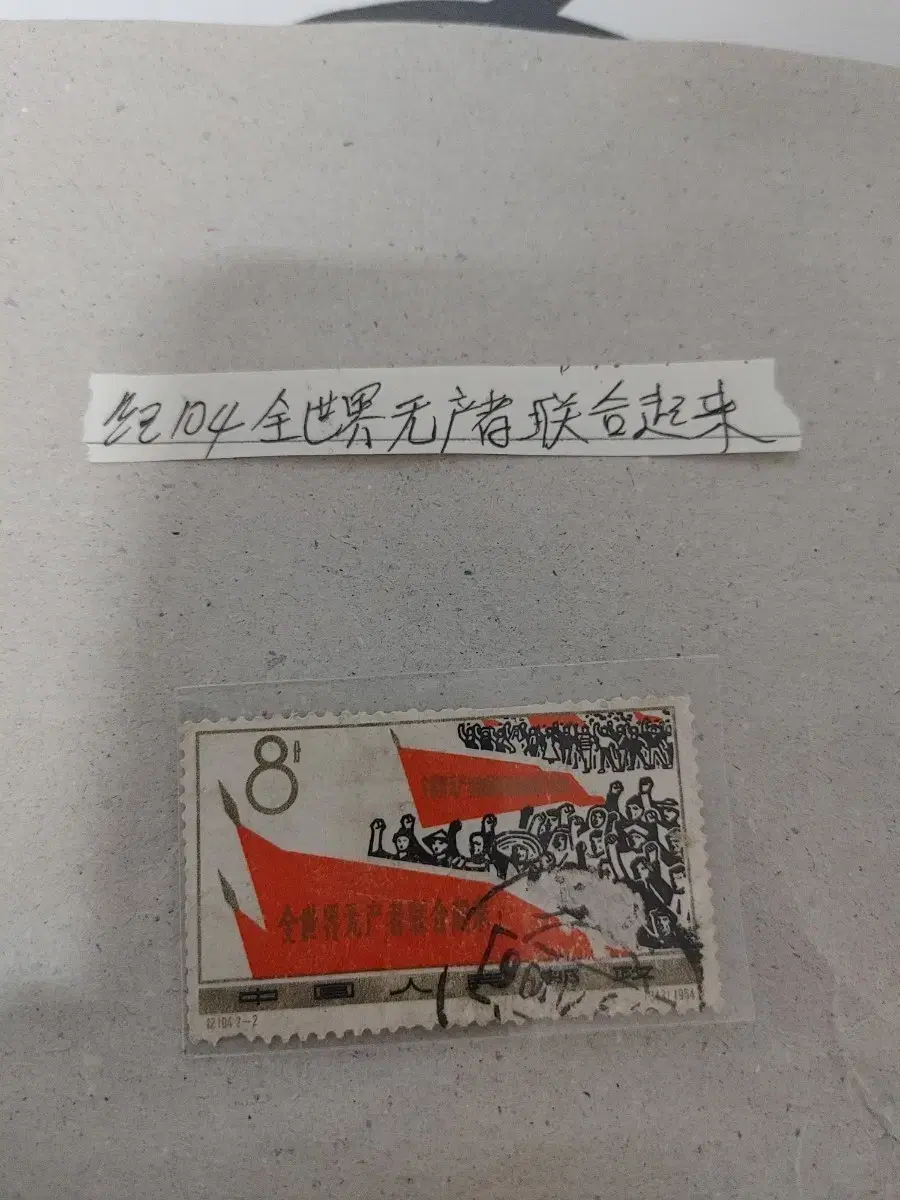 纪104全世界无产者联合起来
8分
全世界无产者联合起来
中国人民邮政
纪104.2-2
1964